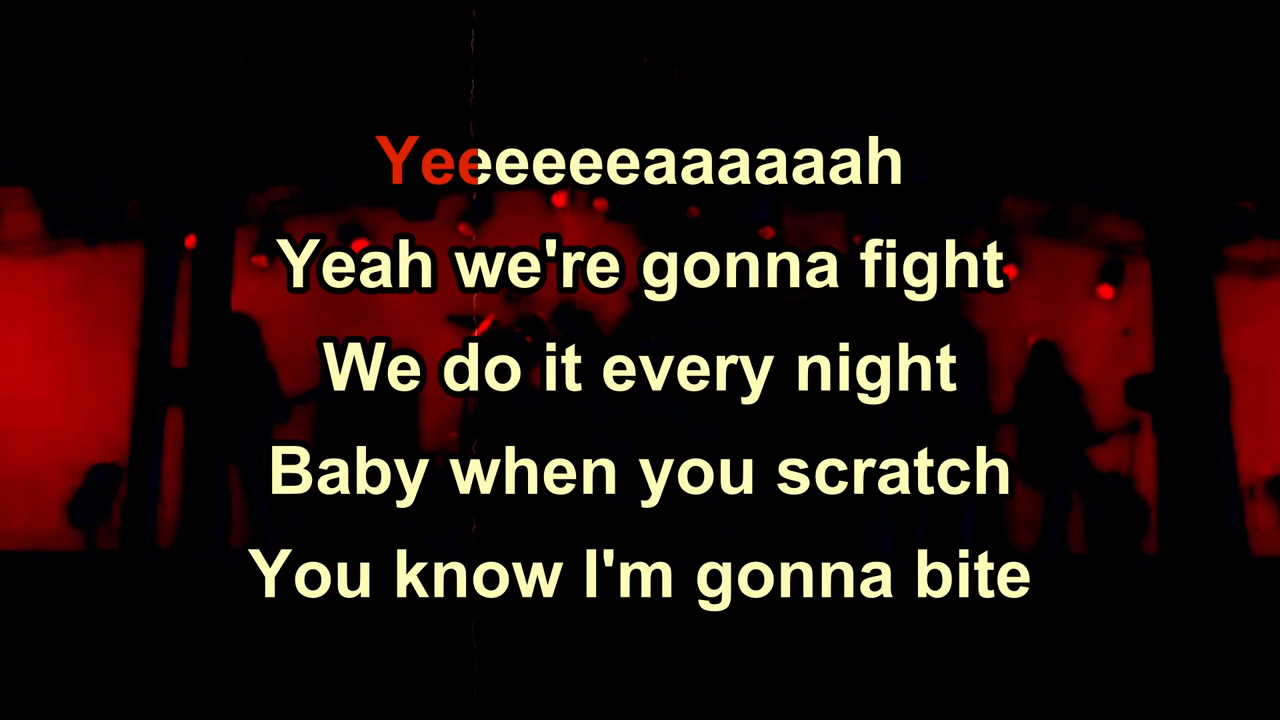 Yeeeeeeaaaaaah
Yeah we're gonna fight
We do it every night
Baby when you scratch
You know I'm gonna bite